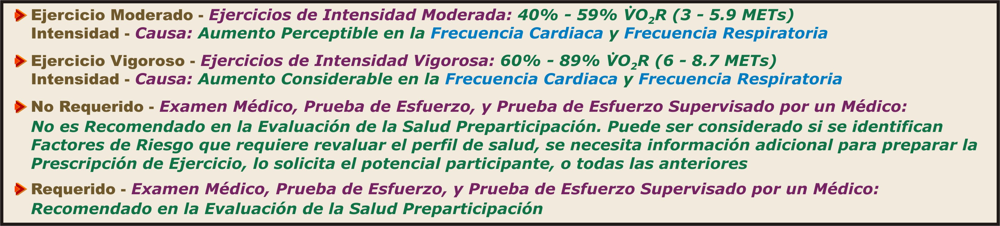 Ejercicio Moderado - Ejercicios de Intensidad Moderada: 40% - 59% V̇O₂R (3 - 5.9 METs)
Intensidad - Causa: Aumento Perceptible en la Frecuencia Cardiaca y Frecuencia Respiratoria
Ejercicio Vigoroso - Ejercicios de Intensidad Vigorosa: 60% - 89% V̇O₂R (6 - 8.7 METs)
Intensidad - Causa: Aumento Considerable en la Frecuencia Cardiaca y Frecuencia Respiratoria
No Requerido - Examen Médico, Prueba de Esfuerzo, y Prueba de Esfuerzo Supervisado por un Médico:
No es Recomendado en la Evaluación de la Salud Preparticipación. Puede ser considerado si se identifican
Factores de Riesgo que requiere revaluar el perfil de salud, se necesita información adicional para preparar la
Prescripción de Ejercicio, lo solicita el potencial participante, o todas las anteriores
Requerido - Examen Médico, Prueba de Esfuerzo, y Prueba de Esfuerzo Supervisado por un Médico:
Recomendado en la Evaluación de la Salud Preparticipación